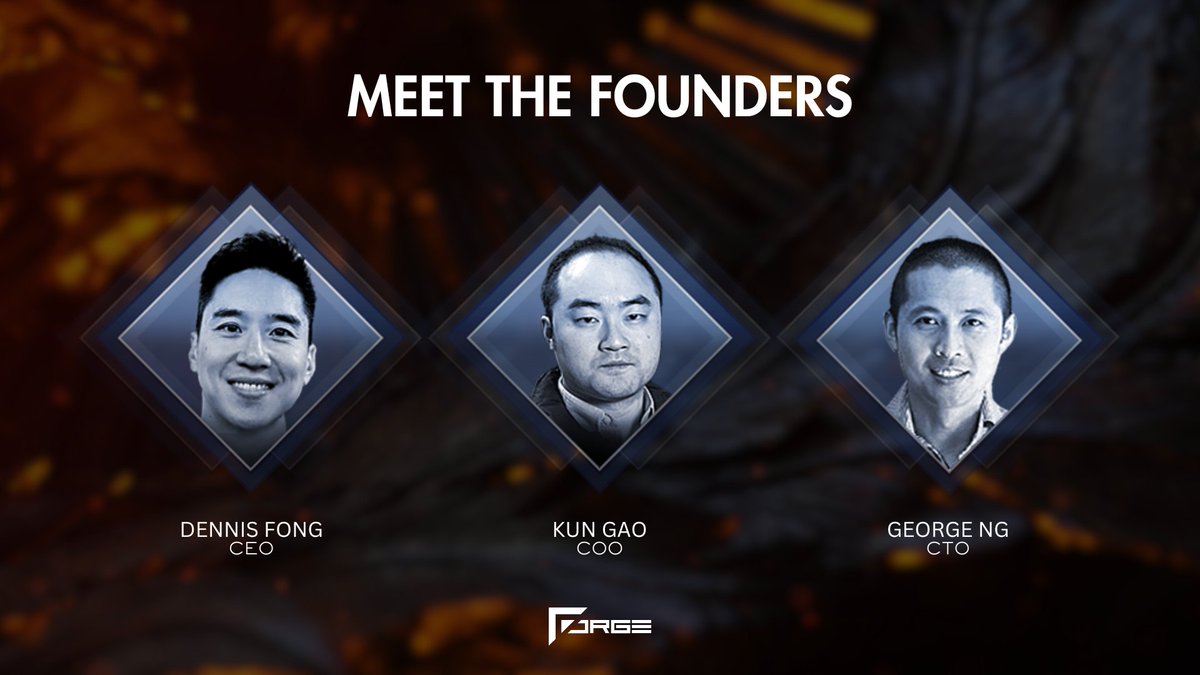 MEET THE FOUNDERS
DENNIS FONG
CEO
KUN GAO
COO
GEORGE NG
CTO
FORGE